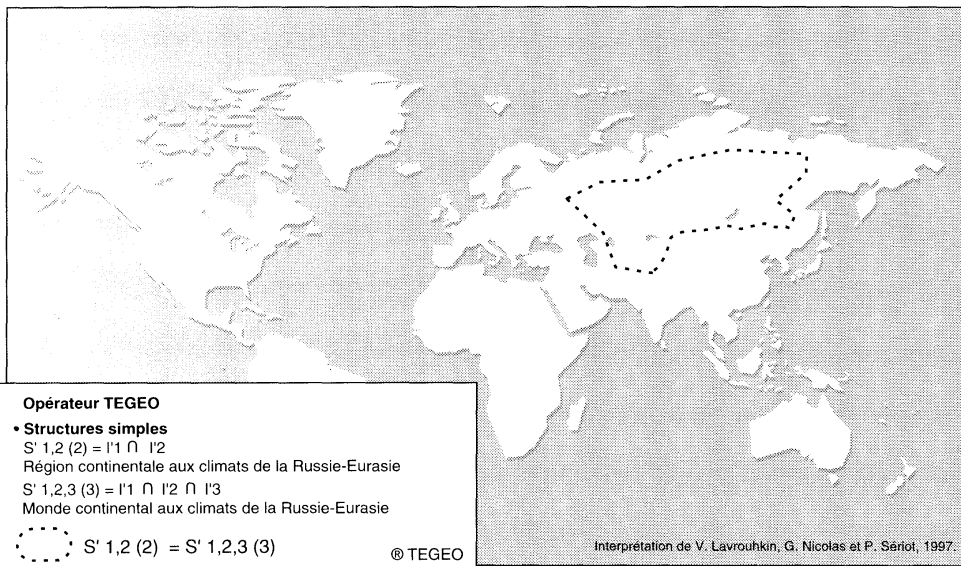 Opérateur TEGEO
• Structures simples
S' 1,2 (2) = I'1 ∩ I'2
Région continentale aux climats de la Russie-Eurasie
S' 1,2,3 (3) = I'1 ∩ I'2 ∩ I'3
Monde continental aux climats de la Russie-Eurasie
S' 1,2 (2) = S' 1,2,3 (3)
® TEGEO
Interprétation de V. Lavrouhkin, G. Nicolas et P. Sériot, 1997.